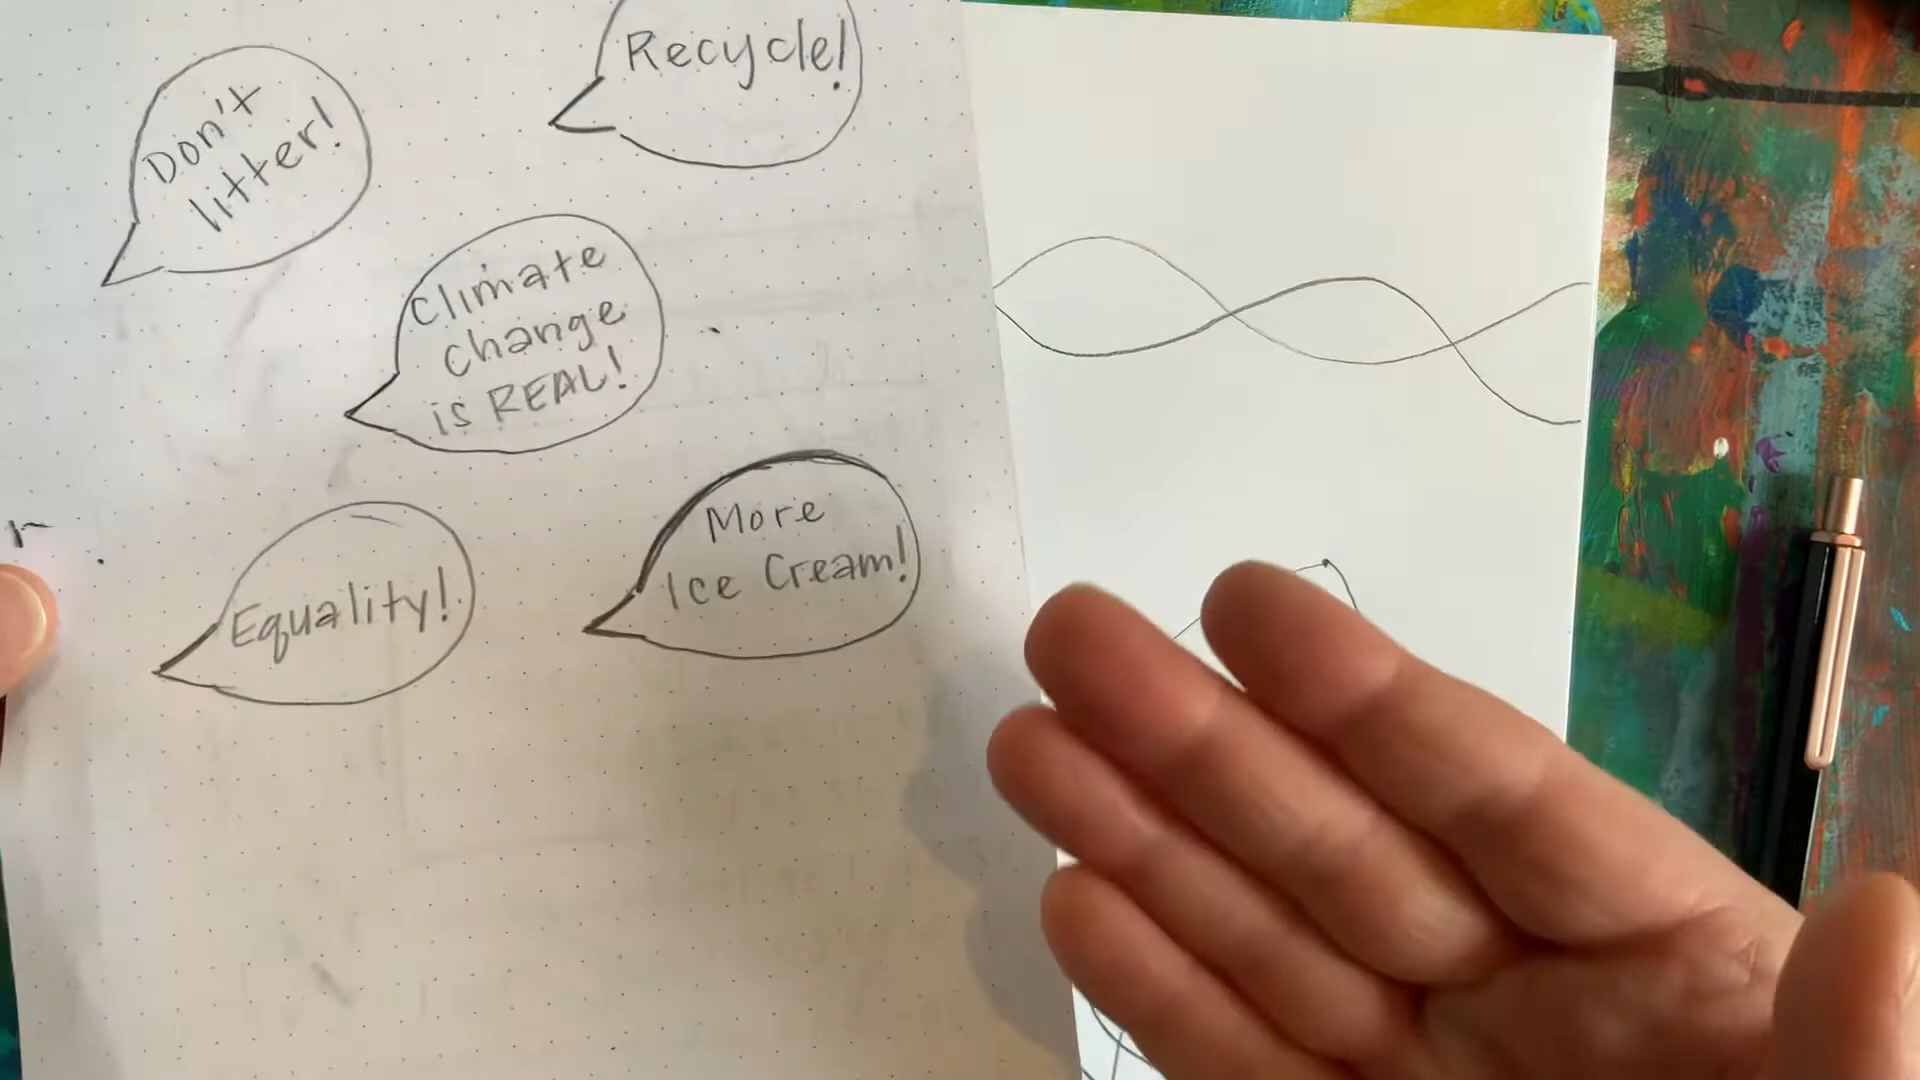 Recycle!
Don't
litter!
Climate
change
is REAL!
More
Ice Cream!
Equality!
r